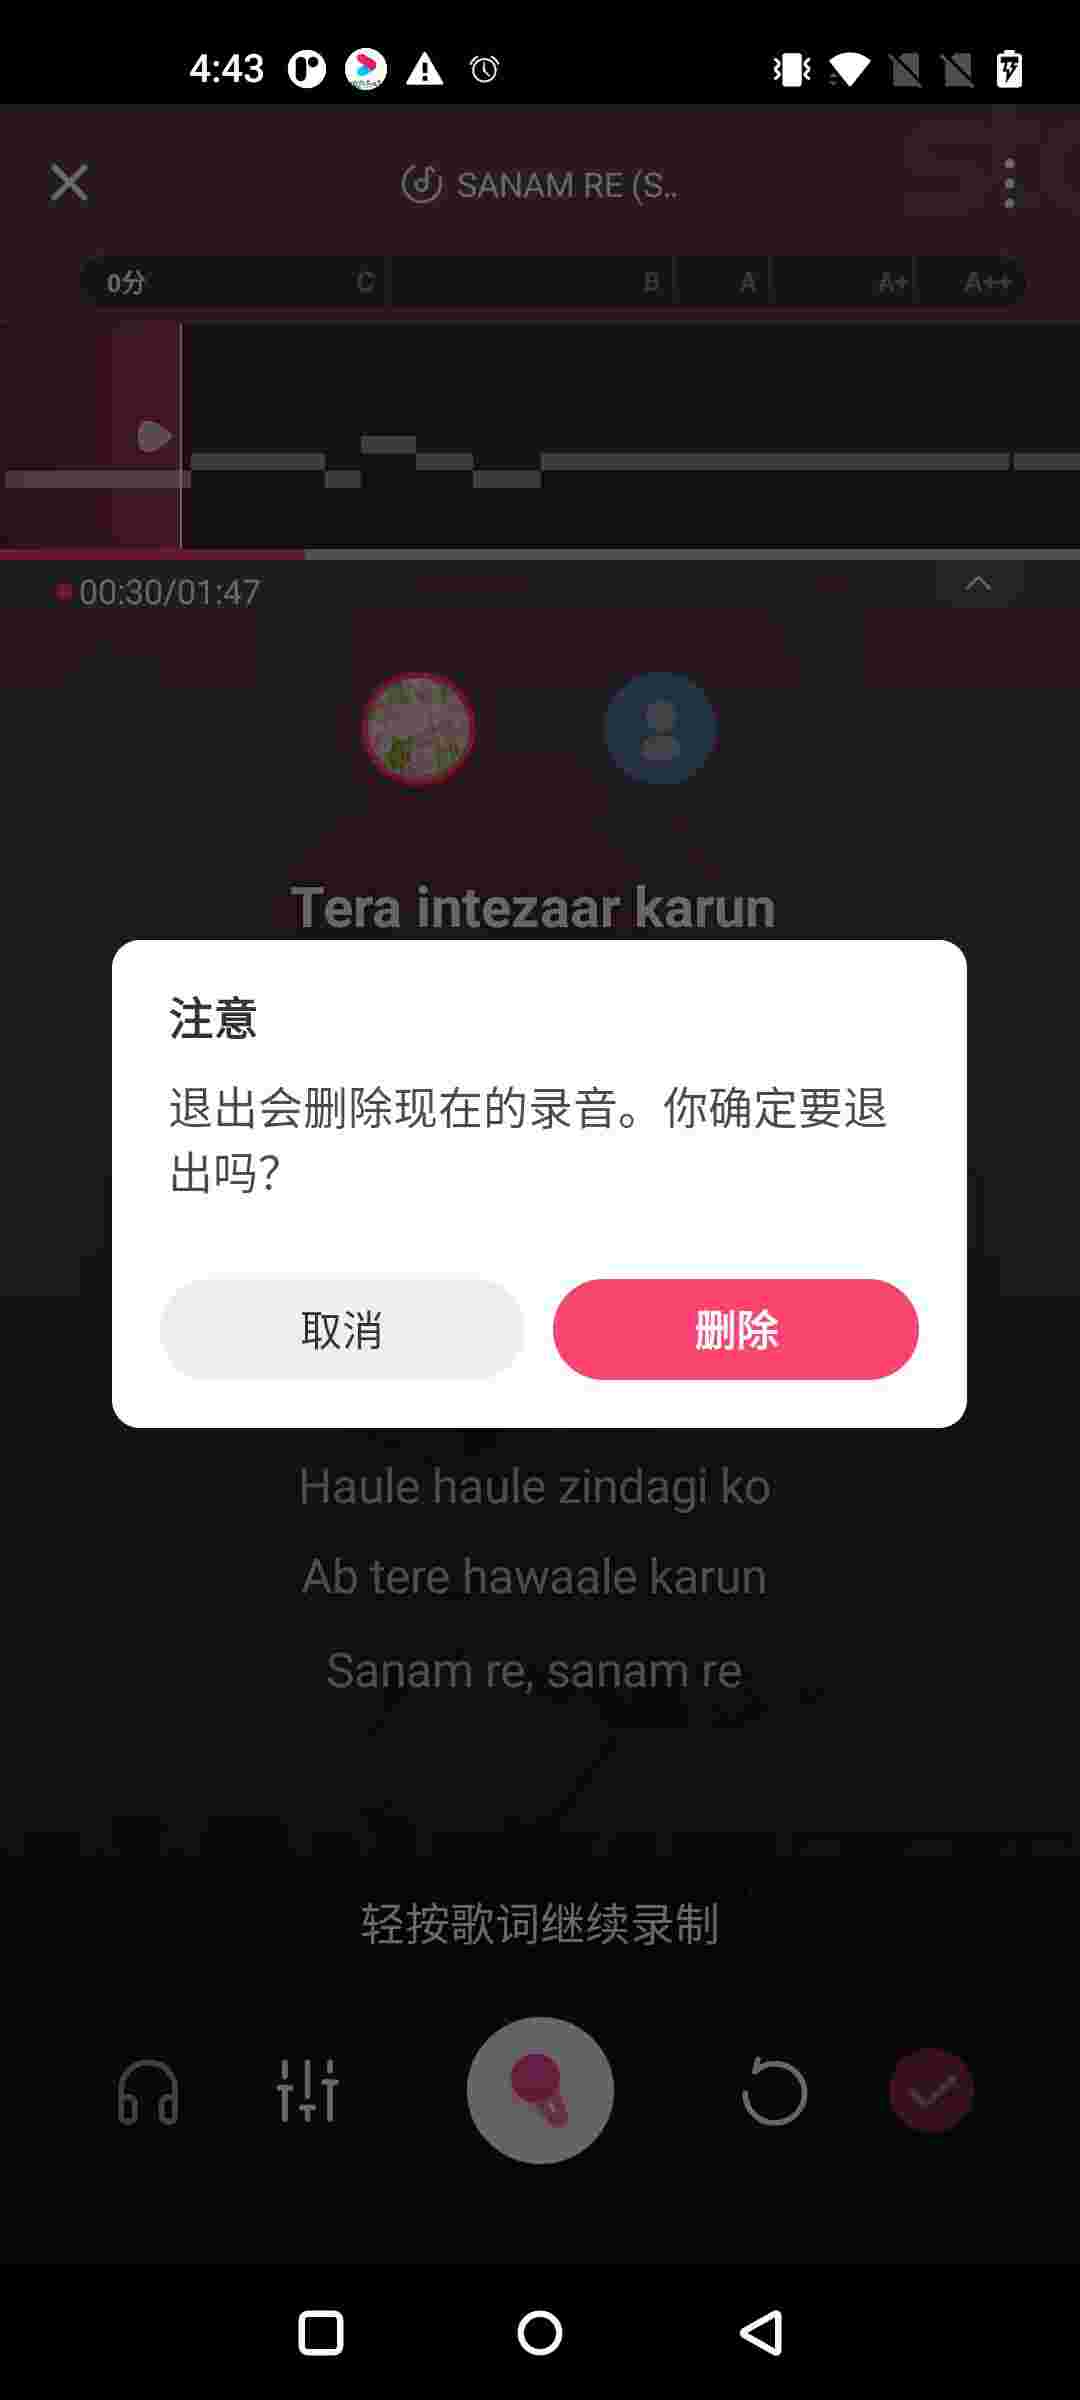 4:43
SANAM RE (S..
0分 C B A A+ A++
00:30/01:47
Tera intezaar karun
注意
退出会删除现在的录音。你确定要退
出吗?
取消 删除
Haule haule zindagi ko
Ab tere hawaale karun
Sanam re, sanam re
轻按歌词继续录制